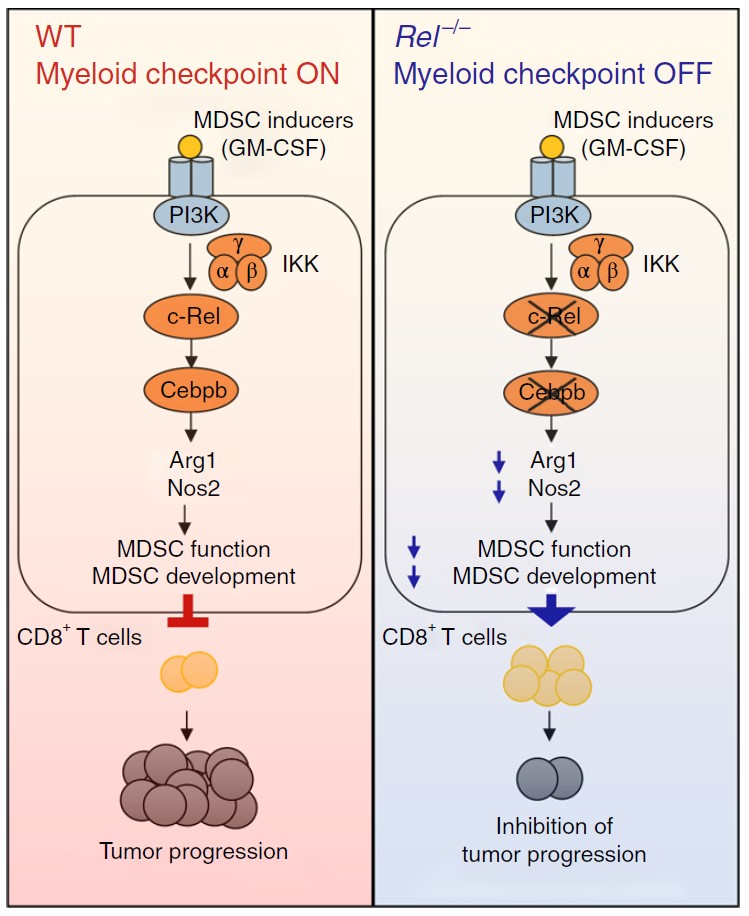 WT
Myeloid checkpoint ON
MDSC inducers
(GM-CSF)
PI3K
γ
α β
IKK
c-Rel
Cebpb
Arg1
Nos2
MDSC function
MDSC development
CD8⁺ T cells
Tumor progression
Rel⁻/⁻
Myeloid checkpoint OFF
MDSC inducers
(GM-CSF)
PI3K
γ
α β
IKK
c-Rel
Cebpb
Arg1
Nos2
MDSC function
MDSC development
CD8⁺ T cells
Inhibition of
tumor progression